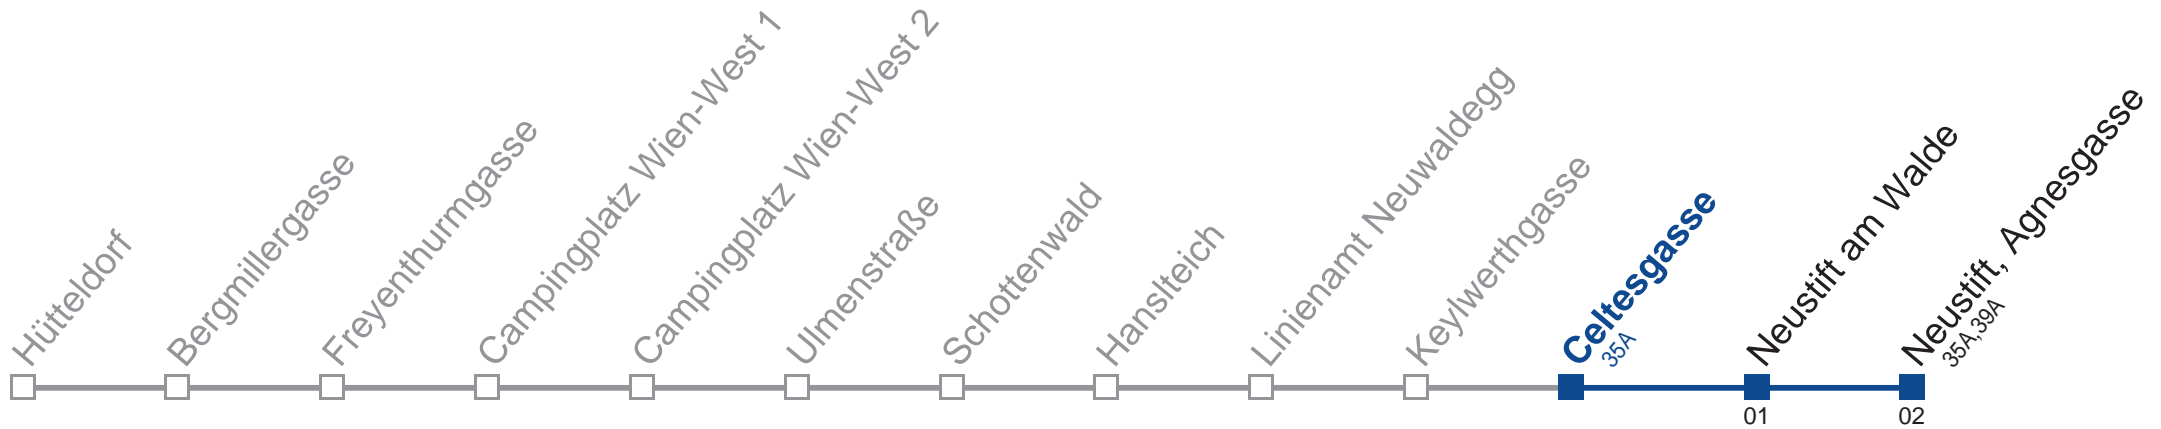 Hütteldorf
Bergmillergasse
Freyenthurmgasse
Campingplatz Wien-West 1
Campingplatz Wien-West 2
Ulmenstraße
Schottenwald
Hanslteich
Linienamt Neuwaldegg
Keylwerthgasse
Celtesgasse
35A
Neustift am Walde
Neustift, Agnesgasse
35A,39A
01
02